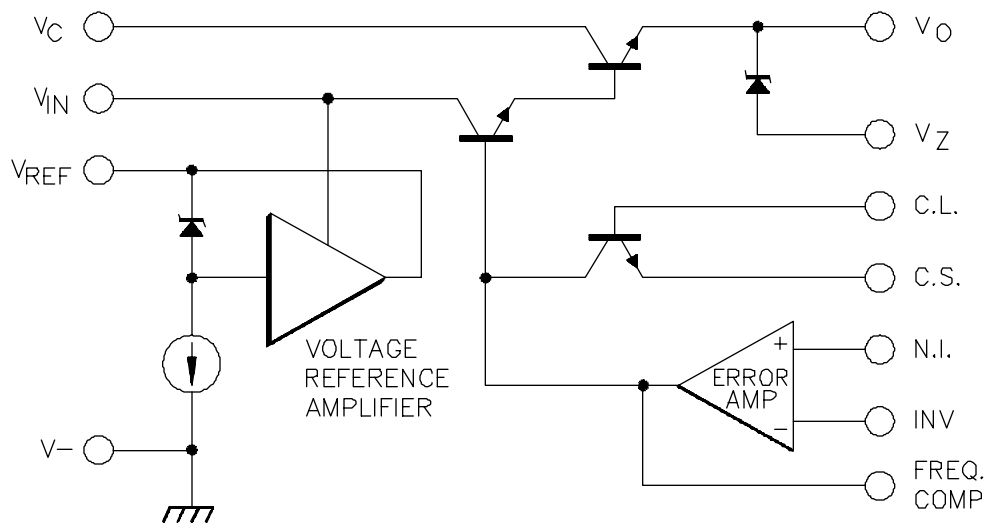 VC
VIN
VREF
VOLTAGE
REFERENCE
AMPLIFIER
V-
VO
VZ
C.L.
C.S.
N.I.
+
ERROR
AMP
-
INV
FREQ.
COMP